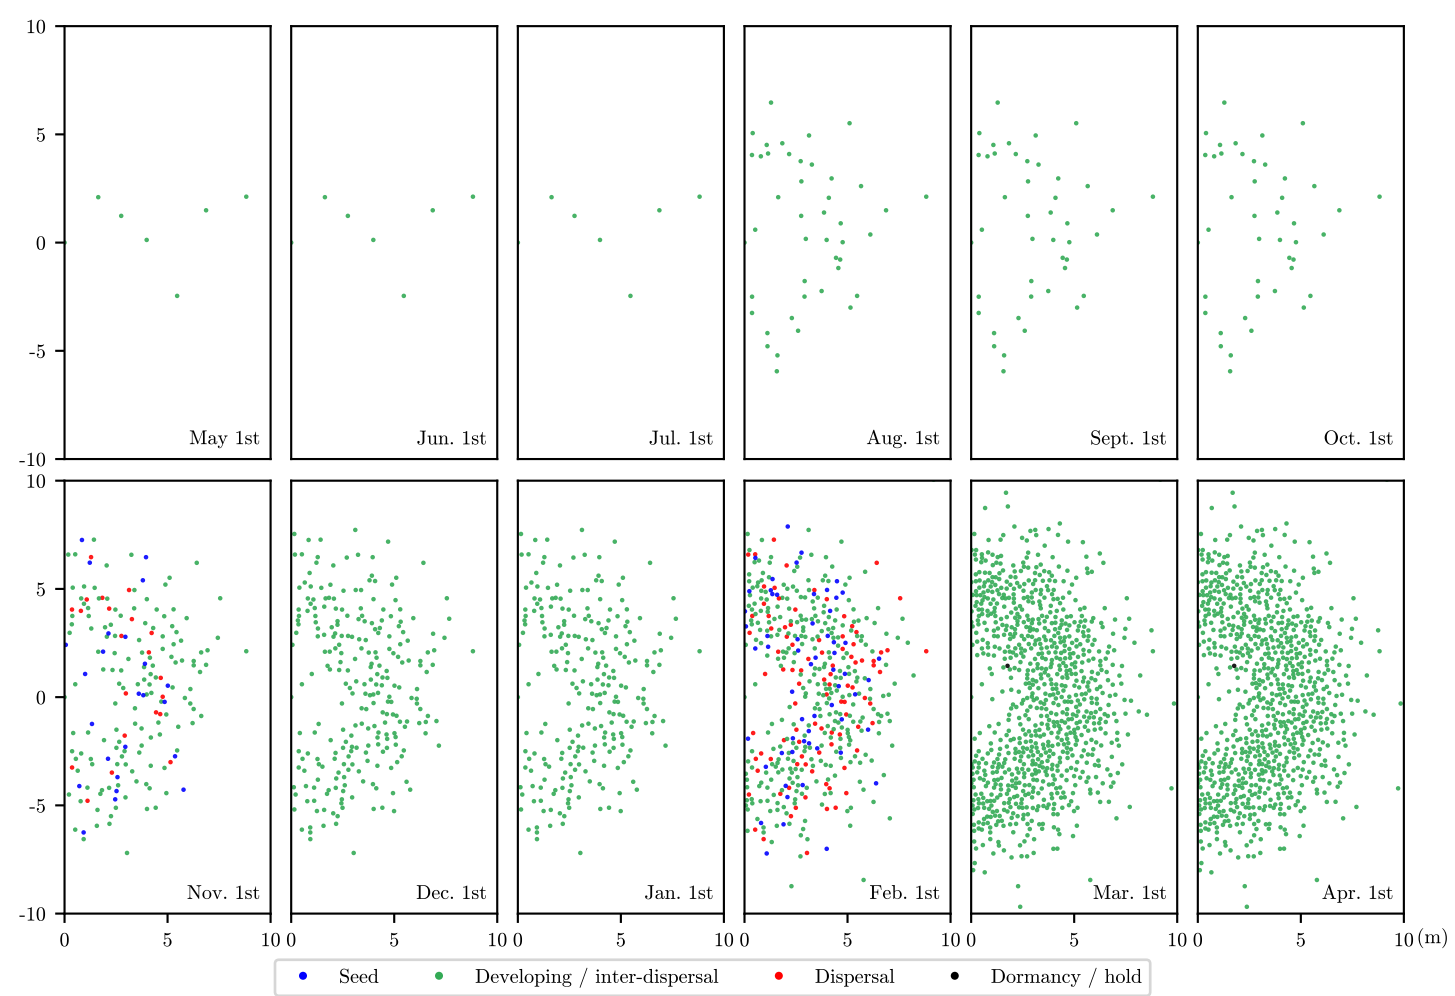 10
5
0
-5
-10
May 1st
Jun. 1st
Jul. 1st
Aug. 1st
Sept. 1st
Oct. 1st
10
5
0
-5
-10
Nov. 1st
Dec. 1st
Jan. 1st
Feb. 1st
Mar. 1st
Apr. 1st
0 5 10 0 5 0 5 0 5 10 0 5 10 0 5 10 (m)
Seed Developing / inter-dispersal Dispersal Dormancy / hold